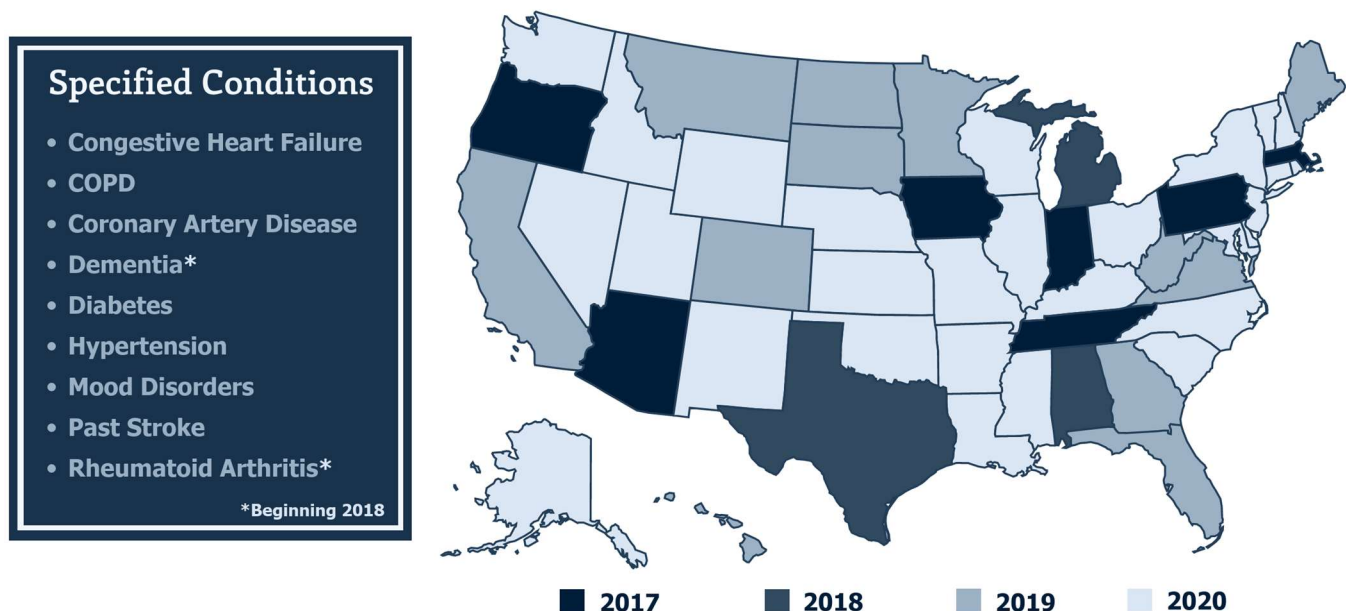 Specified Conditions
• Congestive Heart Failure
• COPD
• Coronary Artery Disease
• Dementia*
• Diabetes
• Hypertension
• Mood Disorders
• Past Stroke
• Rheumatoid Arthritis*
*Beginning 2018
2017 2018 2019 2020